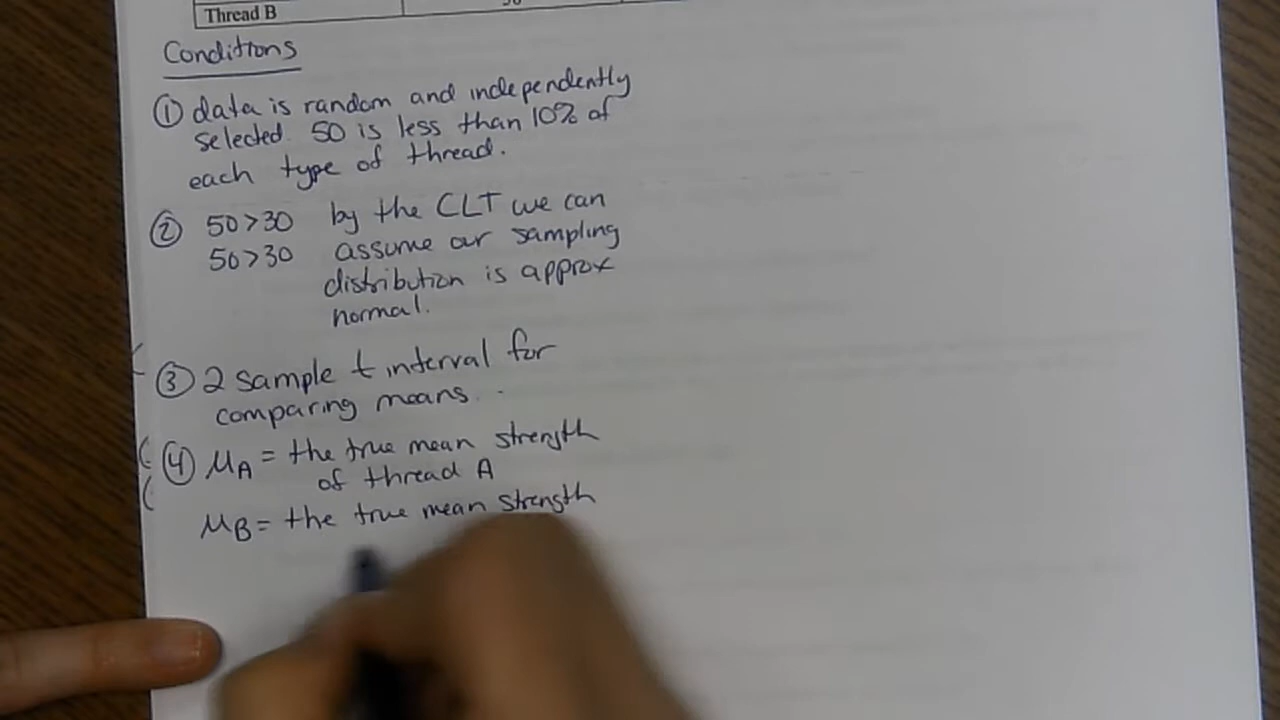 Thread B
Conditions
① data is random and independently
selected. 50 is less than 10% of
each type of thread.
② 50>30 by the CLT we can
50>30 assume our sampling
distribution is approx
normal.
③ 2 sample t interval for
comparing means.
④ μA = the true mean strength
of thread A
μB = the true mean strength